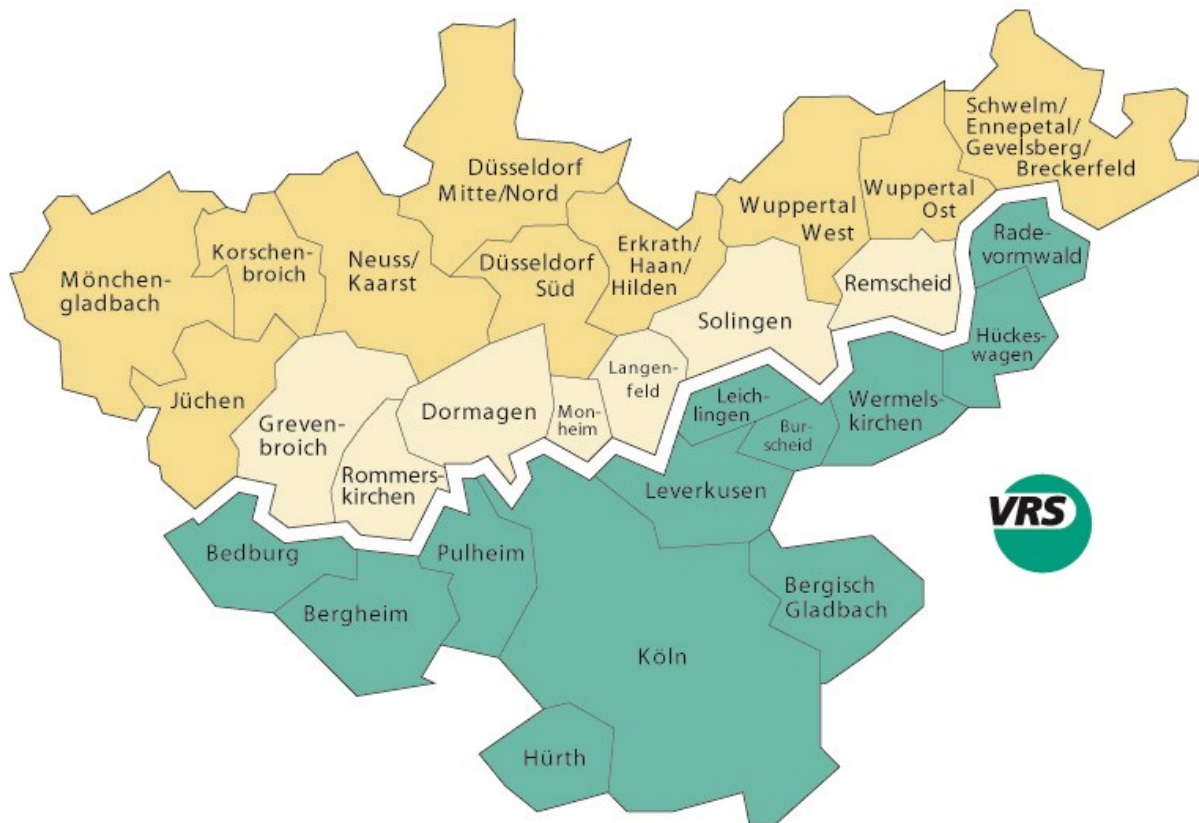 Schwelm/
Ennepetal/
Gevelsberg/
Breckerfeld
Düsseldorf
Mitte/Nord
Wuppertal
Ost
Wuppertal
West
Korschen-
broich
Neuss/
Kaarst
Düsseldorf
Süd
Erkrath/
Haan/
Hilden
Mönchen-
gladbach
Rade-
vormwald
Remscheid
Solingen
Hückes-
wagen
Jüchen
Greven-
broich
Dormagen
Mon-
heim
Langen-
feld
Leich-
lingen
Bur-
scheid
Wermels-
kirchen
Rommers-
kirchen
Leverkusen
VRS
Bedburg
Bergheim
Pulheim
Bergisch
Gladbach
Köln
Hürth